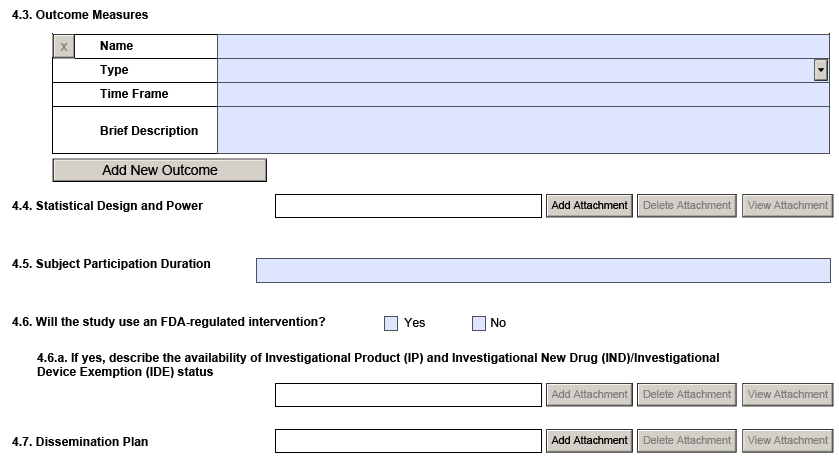 4.3. Outcome Measures
X Name
Type
Time Frame
Brief Description
Add New Outcome
4.4. Statistical Design and Power Add Attachment Delete Attachment View Attachment
4.5. Subject Participation Duration
4.6. Will the study use an FDA-regulated intervention? Yes No
4.6.a. If yes, describe the availability of Investigational Product (IP) and Investigational New Drug (IND)/Investigational
Device Exemption (IDE) status
Add Attachment Delete Attachment View Attachment
4.7. Dissemination Plan Add Attachment Delete Attachment View Attachment